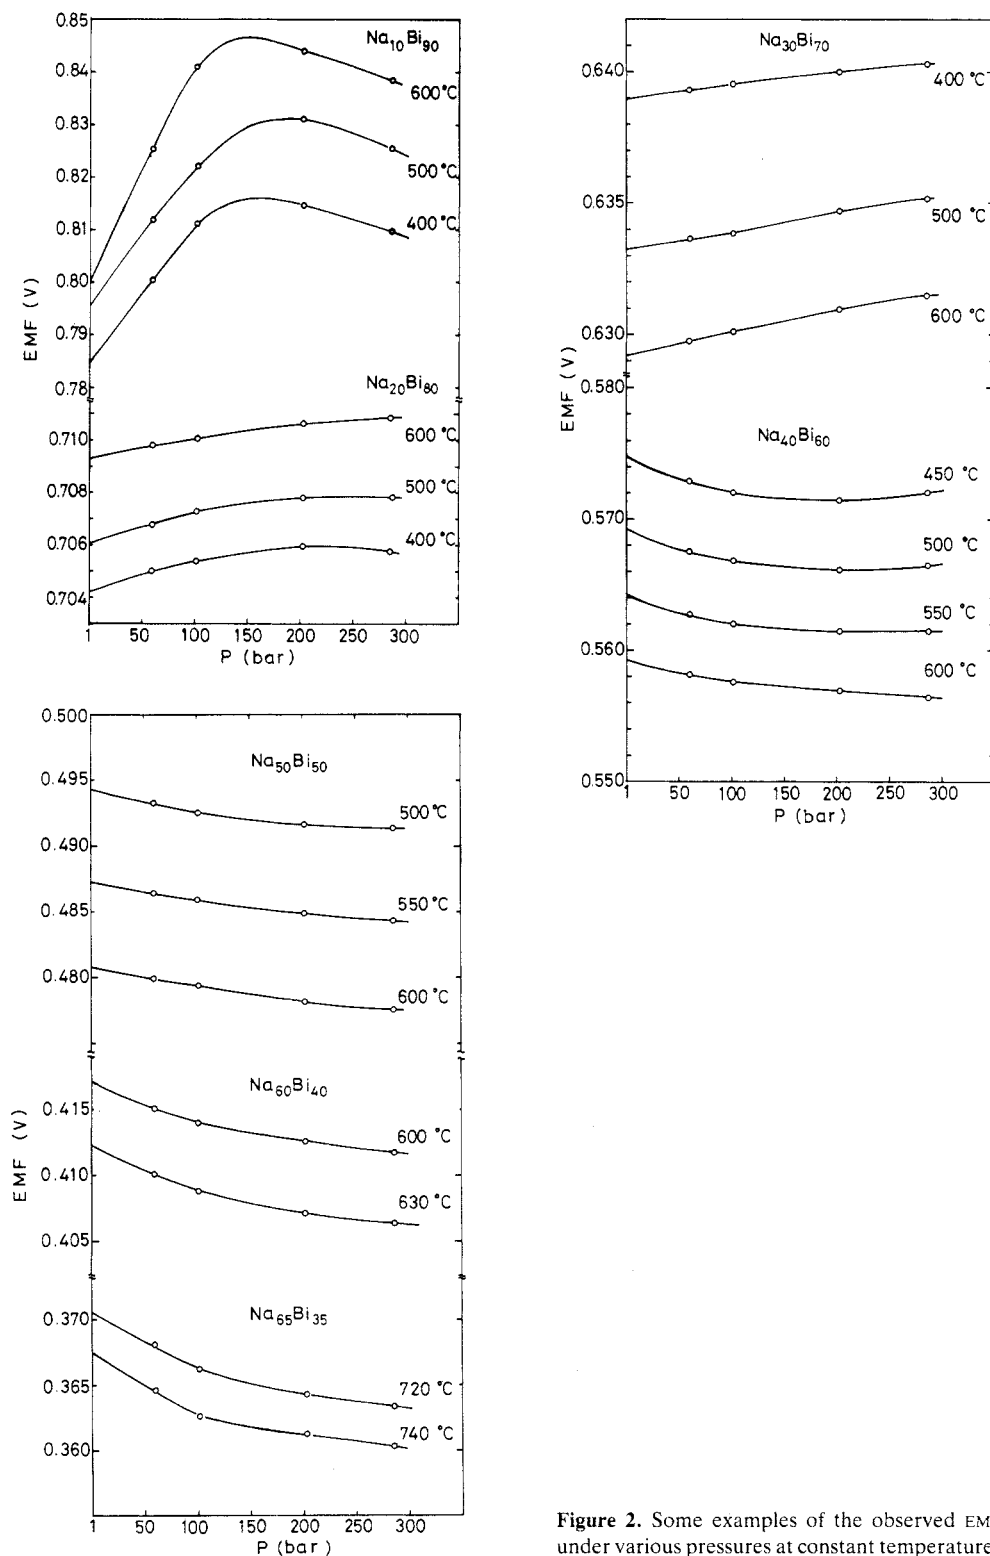 0.85
0.84
0.83
0.82
0.81
0.80
0.79
0.78
0.710
0.708
0.706
0.704
EMF (V)
Na10Bi90
600°C
500 °C
400°C
Na20Bi80
600°C
500 °C
400°C
1 50 100 150 200 250 300
P (bar)
0.640
0.635
0.630
0.580
0.570
0.560
0.550
EMF (V)
Na30Bi70
400 °C
500 °C
600 °C
Na40Bi60
450 °C
500 °C
550 °C
600 °C
1 50 100 150 200 250 300
P (bar)
0.500
0.495
0.490
0.485
0.480
0.415
0.410
0.405
0.370
0.365
0.360
EMF (V)
Na50Bi50
500°C
550°C
600 °C
Na60Bi40
600 °C
630 °C
Na65Bi35
720 °C
740 °C
1 50 100 150 200 250 300
P (bar)
Figure 2. Some examples of the observed EM
under various pressures at constant temperature